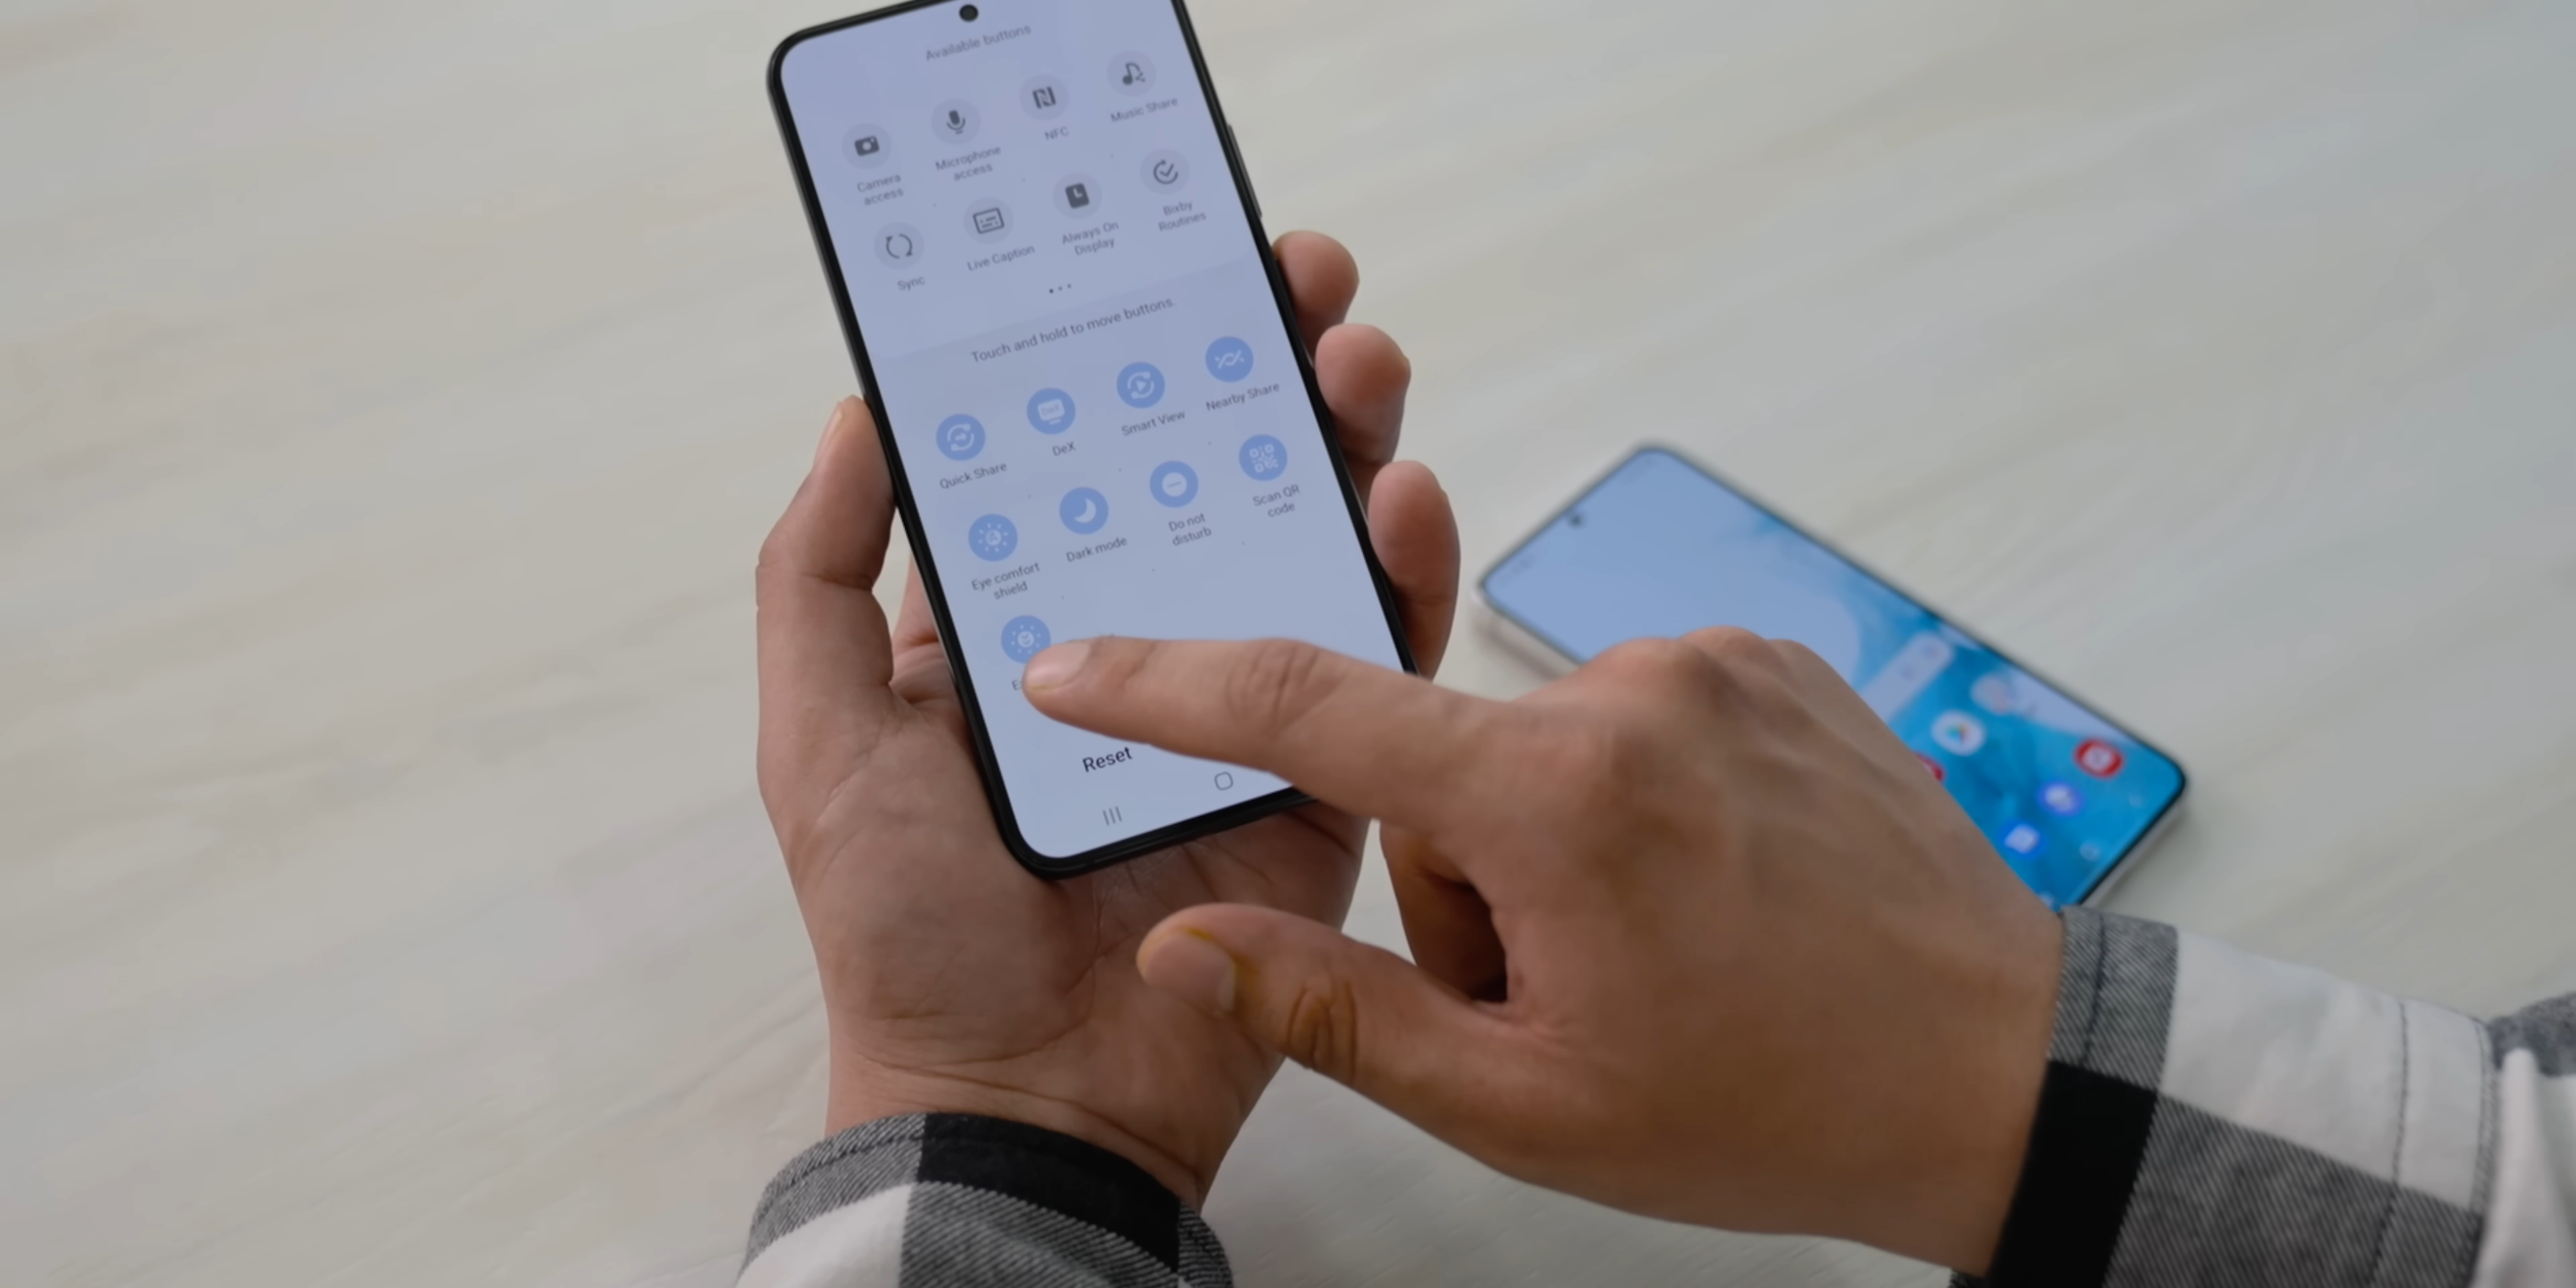 Available buttons
Camera
access
Microphone
access
NFC
Music Share
Sync
Live Caption
Always On
Display
Bixby
Routines
Touch and hold to move buttons.
Quick Share
DeX
DeX
Smart View
Nearby Share
Eye comfort
shield
Dark mode
Do not
disturb
Scan QR
code
Reset